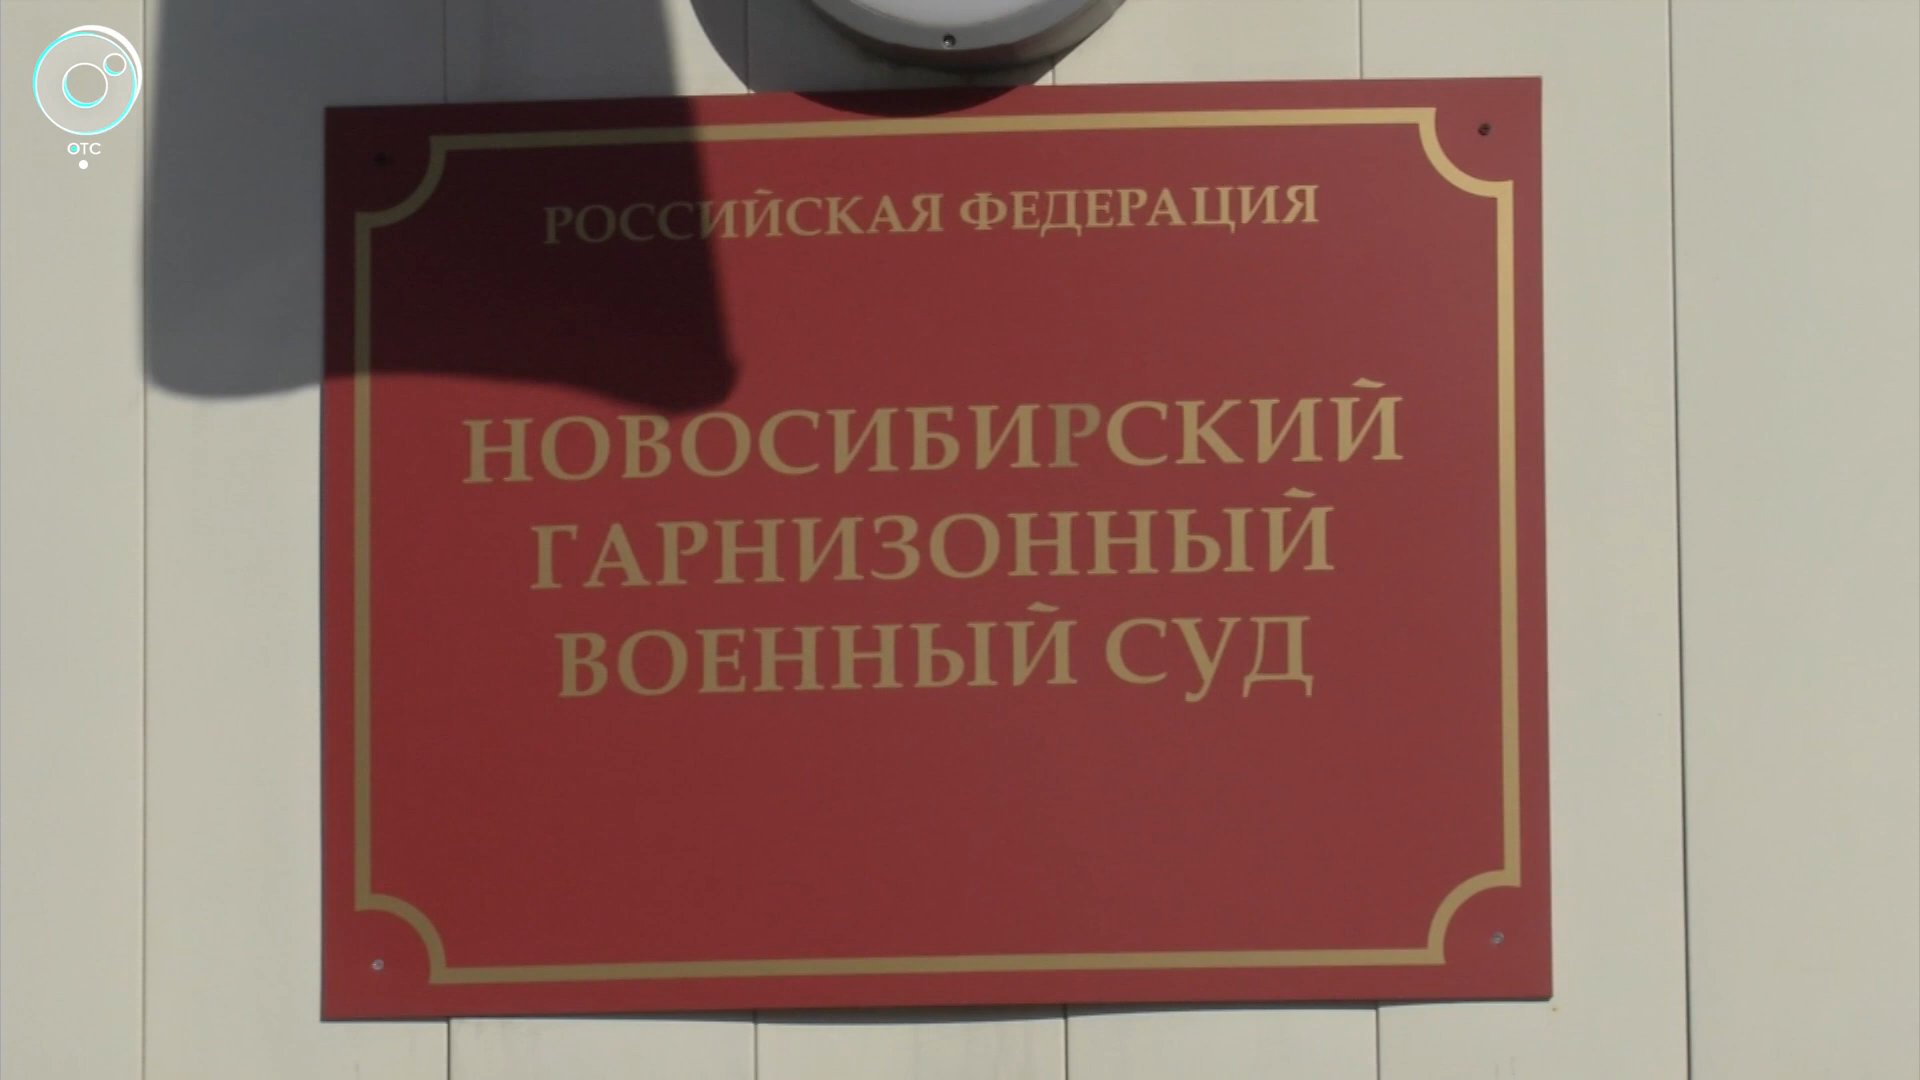 ОТС
РОССИЙСКАЯ ФЕДЕРАЦИЯ
НОВОСИБИРСКИЙ
ГАРНИЗОННЫЙ
ВОЕННЫЙ СУД